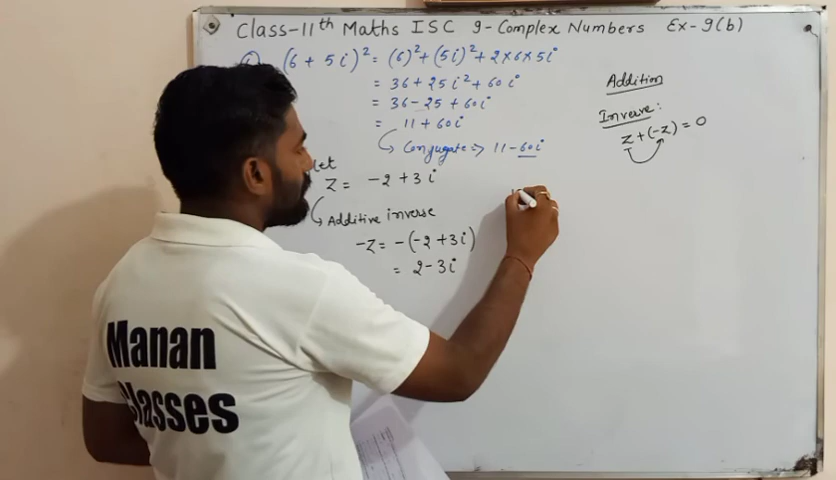 Class-11th Maths ISC 9-Complex Numbers Ex-9(b)
(6 + 5i)² = (6)² + (5i)² + 2×6×5i
= 36 + 25i² + 60i
= 36 - 25 + 60i
= 11 + 60i
Conjugate :> 11 - 60i
Let
Z = -2 + 3i
Additive inverse
-Z = -(-2 + 3i)
= 2 - 3i
Addition
Inverse:
Z + (-Z) = 0
Manan
Classes